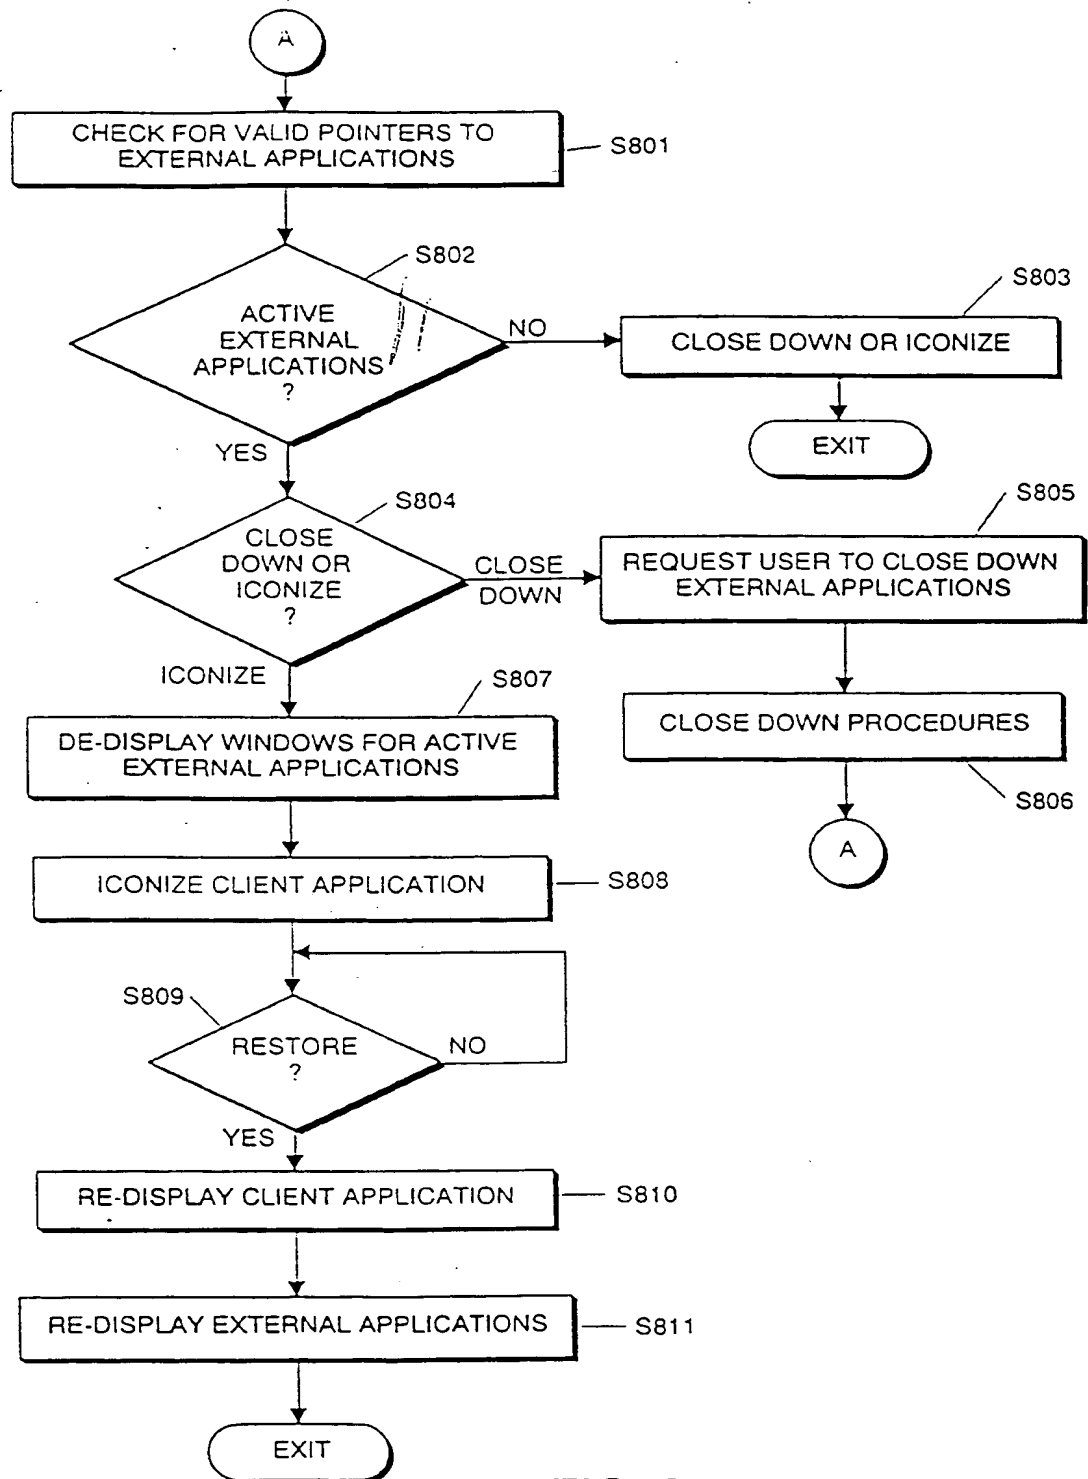 A
CHECK FOR VALID POINTERS TO
EXTERNAL APPLICATIONS
S801
S802
ACTIVE
EXTERNAL
APPLICATIONS
?
NO
S803
CLOSE DOWN OR ICONIZE
EXIT
YES
S804
CLOSE
DOWN OR
ICONIZE
?
CLOSE
DOWN
S805
REQUEST USER TO CLOSE DOWN
EXTERNAL APPLICATIONS
CLOSE DOWN PROCEDURES
S806
A
ICONIZE
S807
DE-DISPLAY WINDOWS FOR ACTIVE
EXTERNAL APPLICATIONS
ICONIZE CLIENT APPLICATION
S808
S809
RESTORE
?
NO
YES
RE-DISPLAY CLIENT APPLICATION
S810
RE-DISPLAY EXTERNAL APPLICATIONS
S811
EXIT